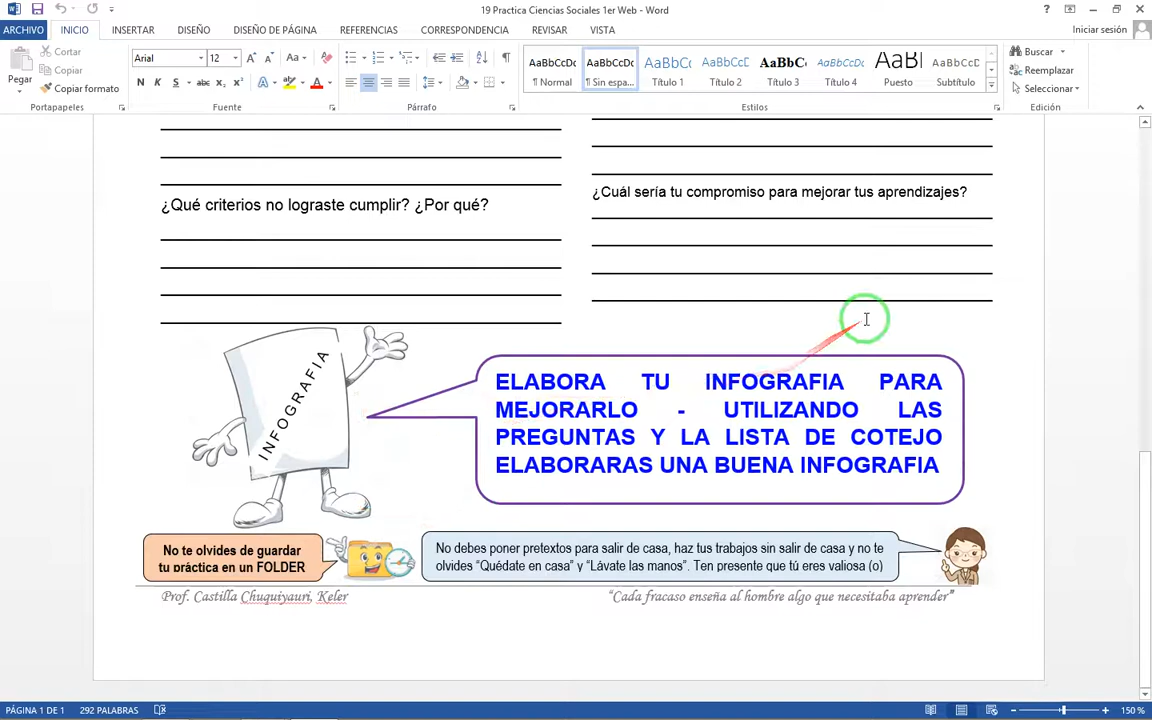 19 Practica Ciencias Sociales 1er Web - Word
ARCHIVO INICIO INSERTAR DISEÑO DISEÑO DE PÁGINA REFERENCIAS CORRESPONDENCIA REVISAR VISTA Iniciar sesión
Pegar
Cortar
Copiar
Copiar formato
Portapapeles
Arial 12
N K S abc x₂ x²
Fuente
Párrafo
AaBbCcDc AaBbCcDc AaBbCc AaBbCcD AaBbC AaBbCcDc AaBl AaBbCcD
¶ Normal ¶ Sin espa... Título 1 Título 2 Título 3 Título 4 Puesto Subtítulo
Estilos
Buscar
Reemplazar
Seleccionar
Edición
¿Qué criterios no lograste cumplir? ¿Por qué?
¿Cuál sería tu compromiso para mejorar tus aprendizajes?
INFOGRAFIA
ELABORA TU INFOGRAFIA PARA
MEJORARLO - UTILIZANDO LAS
PREGUNTAS Y LA LISTA DE COTEJO
ELABORARAS UNA BUENA INFOGRAFIA
No te olvides de guardar
tu práctica en un FOLDER
No debes poner pretextos para salir de casa, haz tus trabajos sin salir de casa y no te
olvides “Quédate en casa” y “Lávate las manos”. Ten presente que tú eres valiosa (o)
Prof. Castilla Chuquiyauri, Keler
“Cada fracaso enseña al hombre algo que necesitaba aprender”
PÁGINA 1 DE 1 292 PALABRAS 150 %